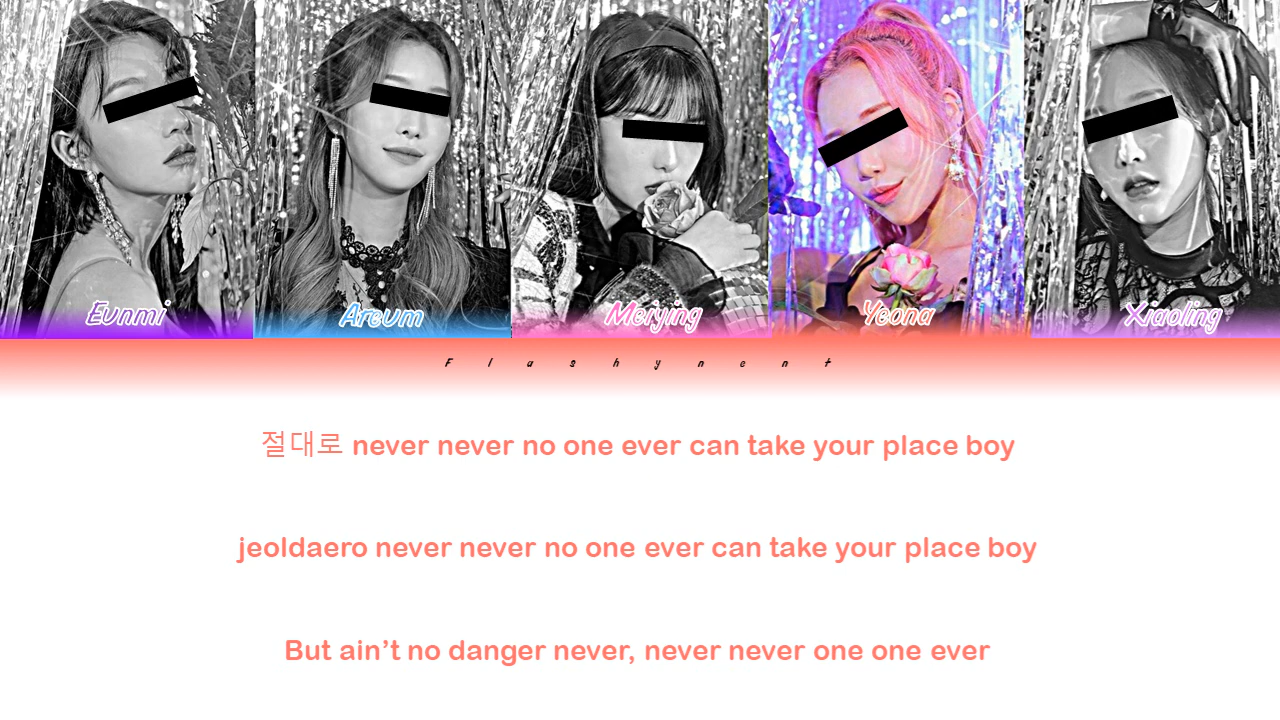 Eunmi Areum Meiying Yeona Xiaoling
Flashynent
절대로 never never no one ever can take your place boy
jeoldaero never never no one ever can take your place boy
But ain't no danger never, never never one one ever